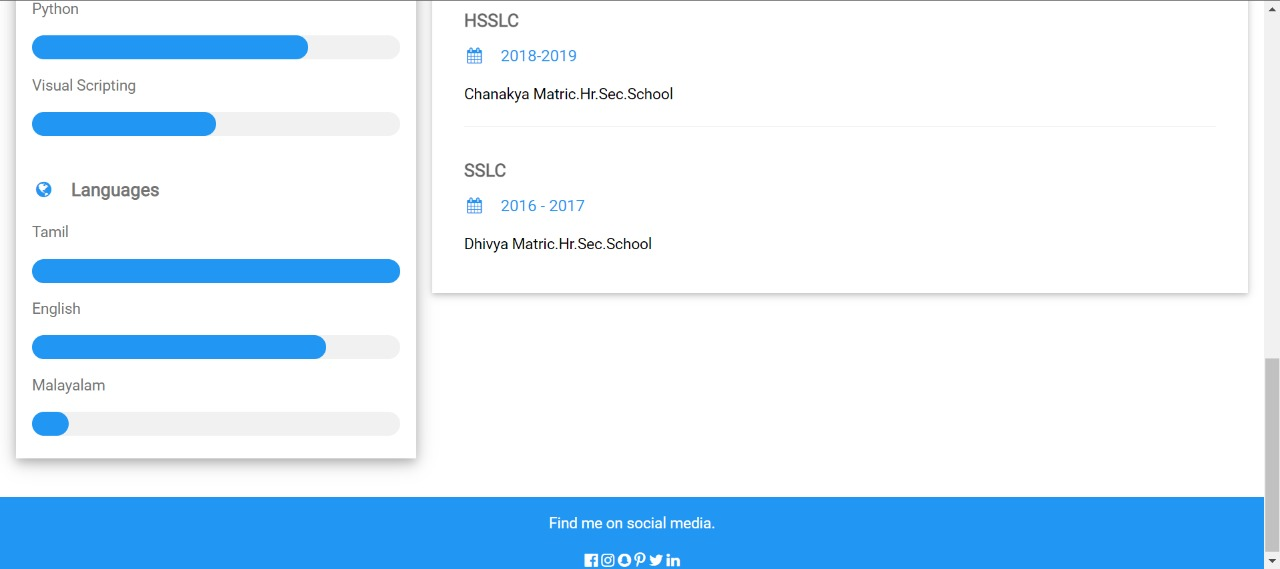 Python
Visual Scripting
Languages
Tamil
English
Malayalam
HSSLC
2018-2019
Chanakya Matric.Hr.Sec.School
SSLC
2016 - 2017
Dhivya Matric.Hr.Sec.School
Find me on social media.